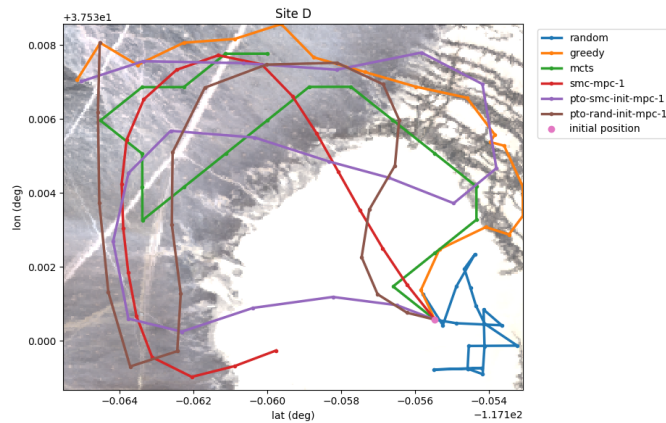 Site D
+3.753e1
0.008
0.006
0.004
0.002
0.000
lon (deg)
−0.064
−0.062
−0.060
−0.058
−0.056
−0.054
lat (deg)
−1.171e2
random
greedy
mcts
smc-mpc-1
pto-smc-init-mpc-1
pto-rand-init-mpc-1
initial position